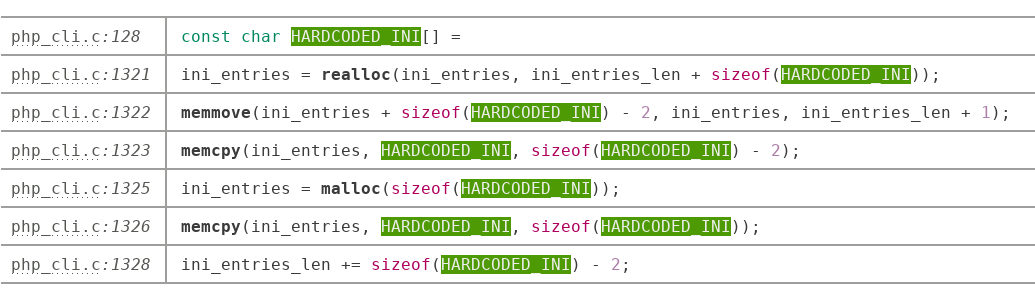 php_cli.c:128 const char HARDCODED_INI[] =
php_cli.c:1321 ini_entries = realloc(ini_entries, ini_entries_len + sizeof(HARDCODED_INI));
php_cli.c:1322 memmove(ini_entries + sizeof(HARDCODED_INI) - 2, ini_entries, ini_entries_len + 1);
php_cli.c:1323 memcpy(ini_entries, HARDCODED_INI, sizeof(HARDCODED_INI) - 2);
php_cli.c:1325 ini_entries = malloc(sizeof(HARDCODED_INI));
php_cli.c:1326 memcpy(ini_entries, HARDCODED_INI, sizeof(HARDCODED_INI));
php_cli.c:1328 ini_entries_len += sizeof(HARDCODED_INI) - 2;